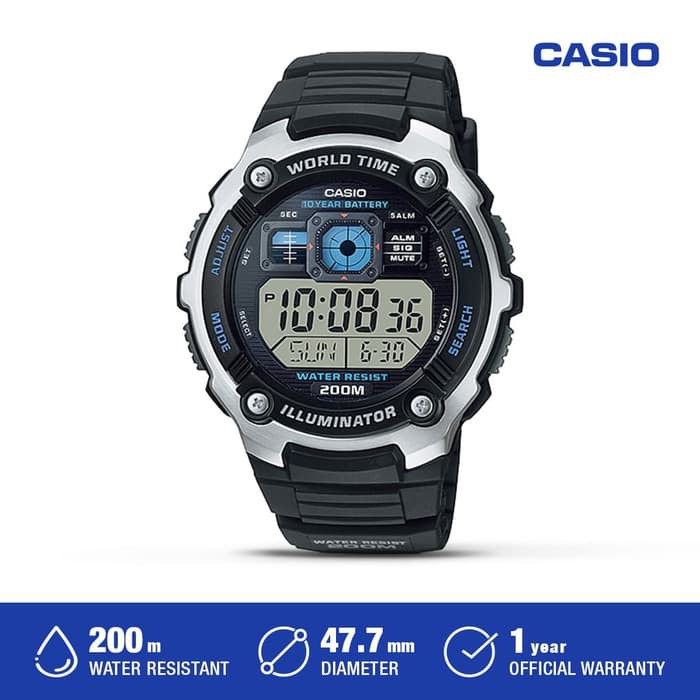 CASIO
WORLD TIME
CASIO
10 YEAR BATTERY
SEC
5ALM
ADJUST
SET
ALM
SIG
MUTE
LIGHT
SET(-)
P 10:08 36
SUN 6-30
MODE
SELECT
SEARCH
SET(+)
WATER RESIST
200M
ILLUMINATOR
WATER RESIST
200M
200 m
WATER RESISTANT
47.7 mm
DIAMETER
1 year
OFFICIAL WARRANTY